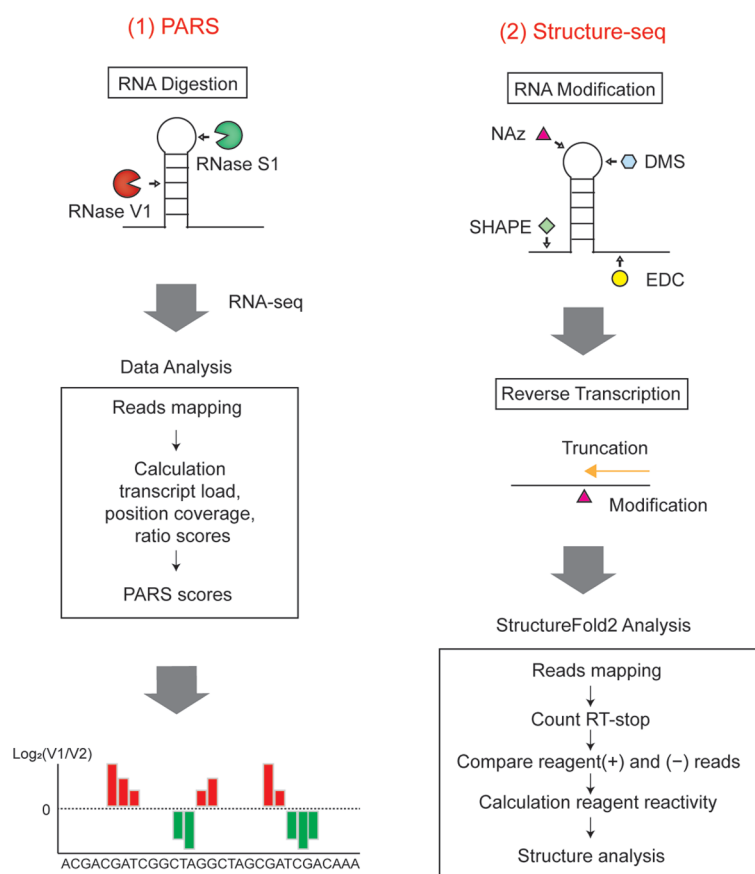 (1) PARS
RNA Digestion
RNase S1
RNase V1
RNA-seq
Data Analysis
Reads mapping
Calculation
transcript load,
position coverage,
ratio scores
PARS scores
Log₂(V1/V2)
0
ACGACGATCGGCTAGGCTAGCGATCGACAAA
(2) Structure-seq
RNA Modification
NAz
DMS
SHAPE
EDC
Reverse Transcription
Truncation
Modification
StructureFold2 Analysis
Reads mapping
Count RT-stop
Compare reagent(+) and (−) reads
Calculation reagent reactivity
Structure analysis